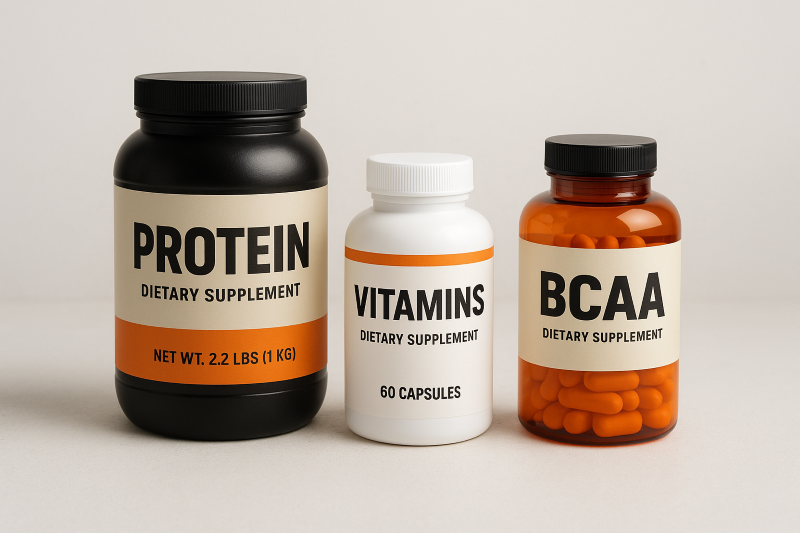 PROTEIN
DIETARY SUPPLEMENT
NET WT. 2.2 LBS (1 KG)
VITAMINS
DIETARY SUPPLEMENT
60 CAPSULES
BCAA
DIETARY SUPPLEMENT